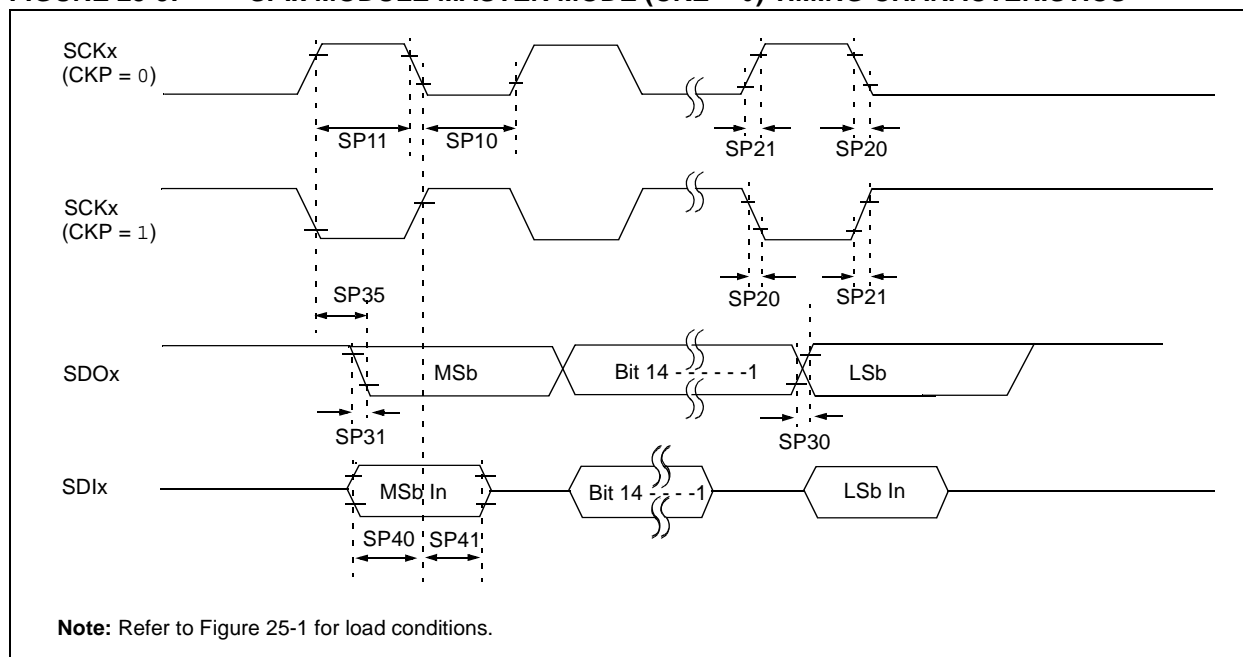 SCKx
(CKP = 0)
SP11
SP10
SP21
SP20
SCKx
(CKP = 1)
SP35
SP20
SP21
SDOx
MSb
Bit 14 - - - - - -1
LSb
SP31
SP30
SDIx
MSb In
Bit 14 - - - -1
LSb In
SP40
SP41
Note: Refer to Figure 25-1 for load conditions.